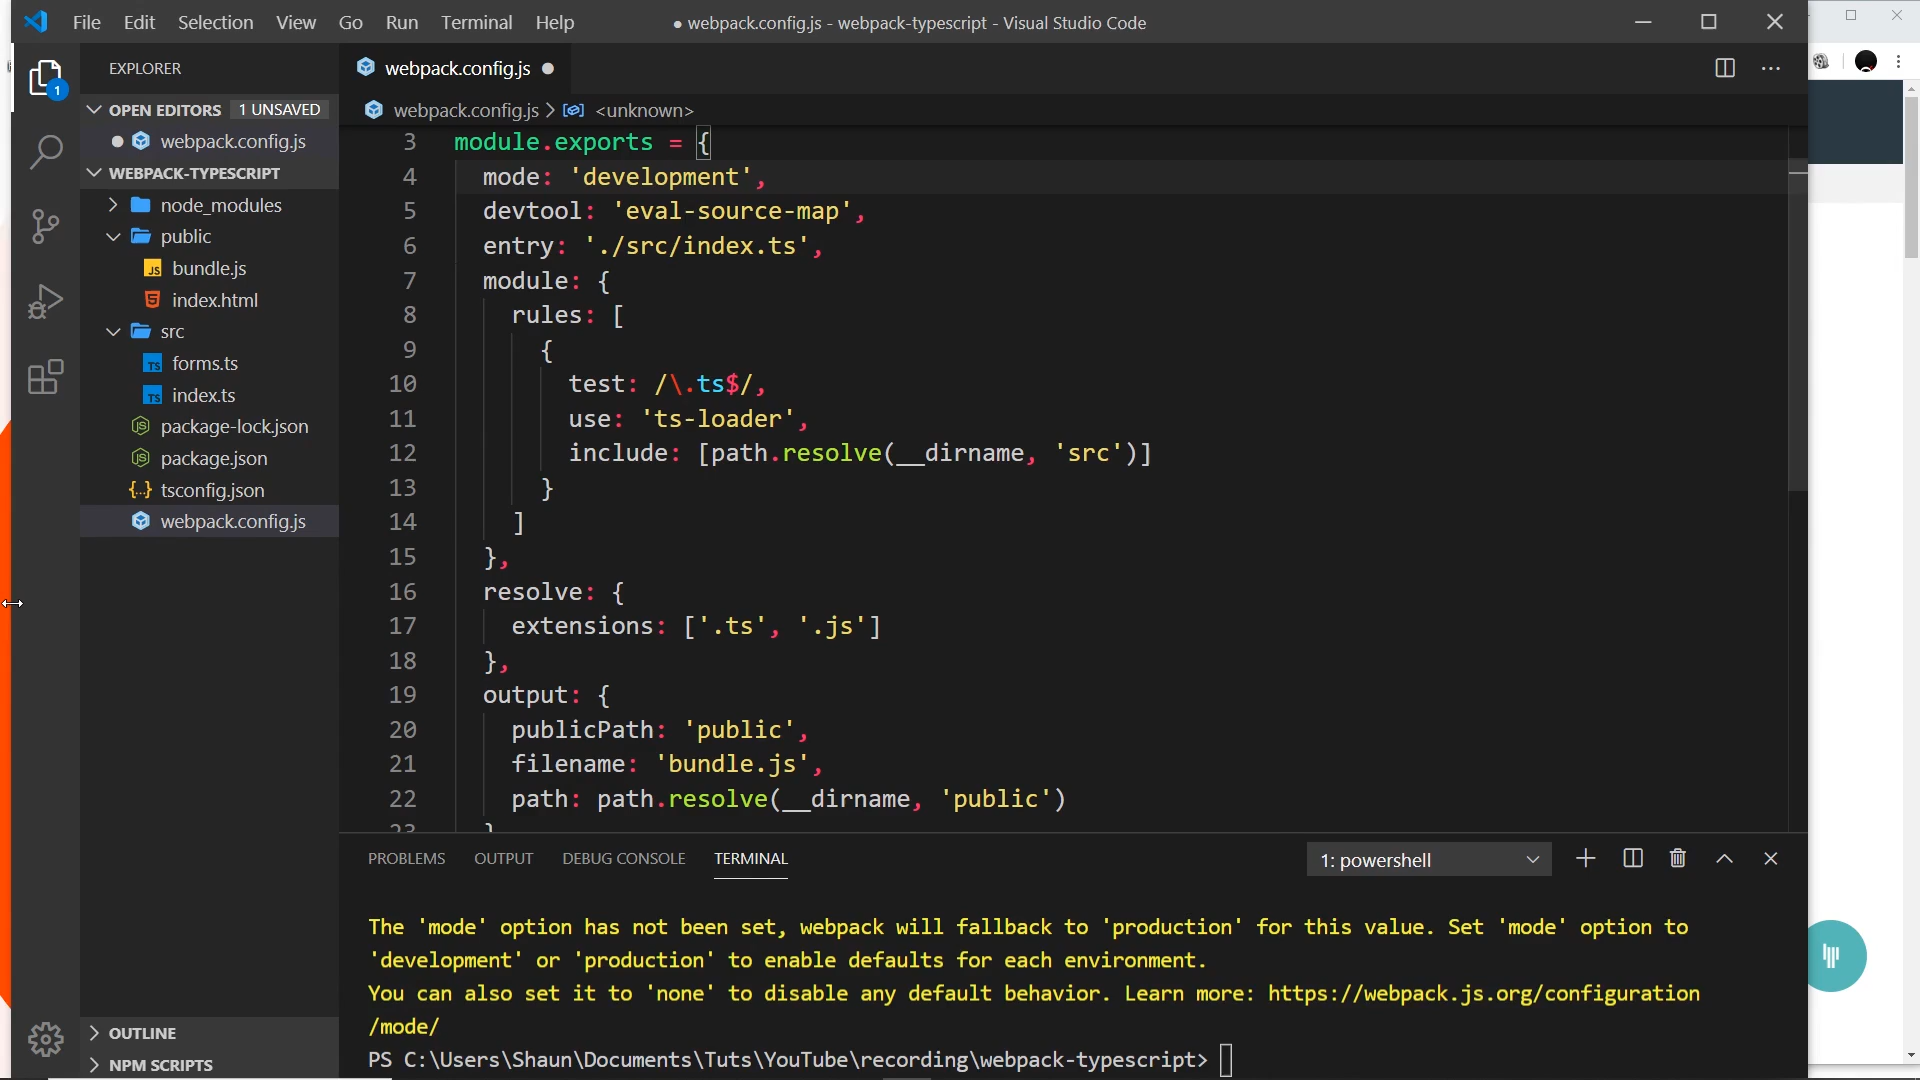 File Edit Selection View Go Run Terminal Help
● webpack.config.js - webpack-typescript - Visual Studio Code
EXPLORER
1
OPEN EDITORS 1 UNSAVED
webpack.config.js
WEBPACK-TYPESCRIPT
node_modules
public
JS bundle.js
5 index.html
src
TS forms.ts
TS index.ts
JS package-lock.json
JS package.json
{..} tsconfig.json
webpack.config.js
OUTLINE
NPM SCRIPTS
webpack.config.js ●
webpack.config.js > <unknown>
3 module.exports = {
4 mode: 'development',
5 devtool: 'eval-source-map',
6 entry: './src/index.ts',
7 module: {
8 rules: [
9 {
10 test: /\.ts$/,
11 use: 'ts-loader',
12 include: [path.resolve(__dirname, 'src')]
13 }
14 ]
15 },
16 resolve: {
17 extensions: ['.ts', '.js']
18 },
19 output: {
20 publicPath: 'public',
21 filename: 'bundle.js',
22 path: path.resolve(__dirname, 'public')
23 }
PROBLEMS OUTPUT DEBUG CONSOLE TERMINAL 1: powershell
The 'mode' option has not been set, webpack will fallback to 'production' for this value. Set 'mode' option to
'development' or 'production' to enable defaults for each environment.
You can also set it to 'none' to disable any default behavior. Learn more: https://webpack.js.org/configuration
/mode/
PS C:\Users\Shaun\Documents\Tuts\YouTube\recording\webpack-typescript>